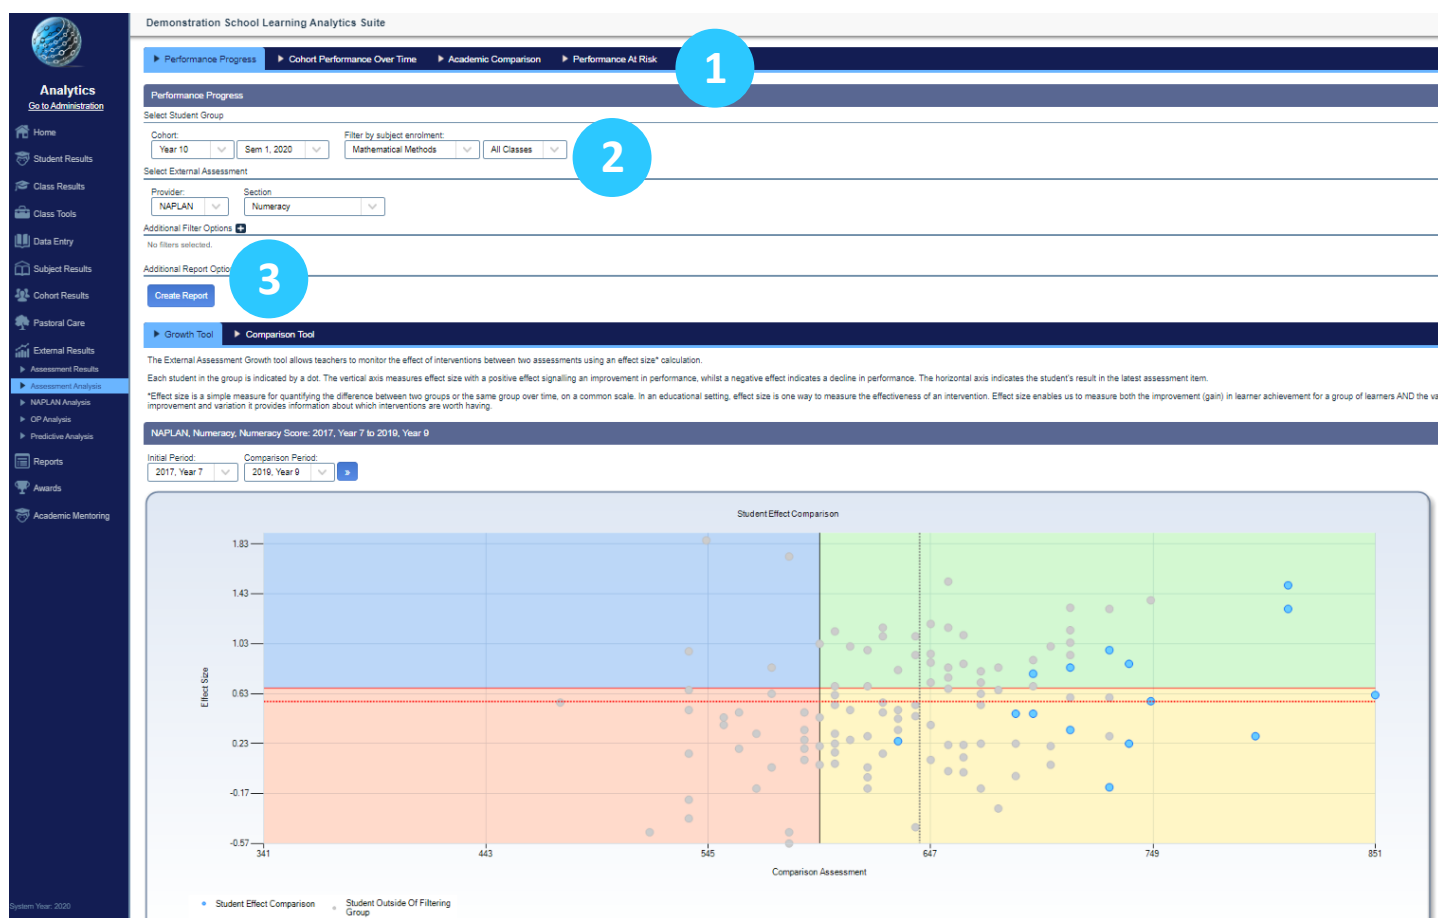 Demonstration School Learning Analytics Suite
Performance Progress
Cohort Performance Over Time
Academic Comparison
Performance At Risk
1
Analytics
Go to Administration
Home
Student Results
Class Results
Class Tools
Data Entry
Subject Results
Cohort Results
Pastoral Care
External Results
Assessment Results
Assessment Analysis
NAPLAN Analysis
OP Analysis
Predictive Analysis
Reports
Awards
Academic Mentoring
System Year: 2020
Performance Progress
Select Student Group
Cohort:
Filter by subject enrolment:
Year 10
Sem 1, 2020
Mathematical Methods
All Classes
2
Select External Assessment
Provider:
Section
NAPLAN
Numeracy
Additional Filter Options
No filters selected.
Additional Report Optio
3
Create Report
Growth Tool
Comparison Tool
The External Assessment Growth tool allows teachers to monitor the effect of interventions between two assessments using an effect size* calculation.
Each student in the group is indicated by a dot. The vertical axis measures effect size with a positive effect signalling an improvement in performance, whilst a negative effect indicates a decline in performance. The horizontal axis indicates the student's result in the latest assessment item.
*Effect size is a simple measure for quantifying the difference between two groups or the same group over time, on a common scale. In an educational setting, effect size is one way to measure the effectiveness of an intervention. Effect size enables us to measure both the improvement (gain) in learner achievement for a group of learners AND the va
improvement and variation it provides information about which interventions are worth having.
NAPLAN, Numeracy, Numeracy Score: 2017, Year 7 to 2019, Year 9
Initial Period:
Comparison Period:
2017, Year 7
2019, Year 9
»
Student Effect Comparison
1.83
1.43
1.03
0.63
0.23
-0.17
-0.57
Effect Size
341
443
545
647
749
851
Comparison Assessment
Student Effect Comparison
Student Outside Of Filtering
Group